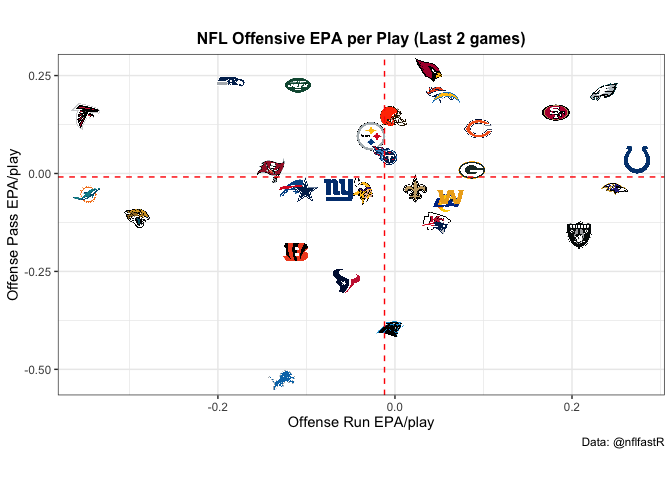 NFL Offensive EPA per Play (Last 2 games)
Offense Pass EPA/play
0.25
0.00
-0.25
-0.50
ny
W
-0.2
0.0
0.2
Offense Run EPA/play
Data: @nflfastR